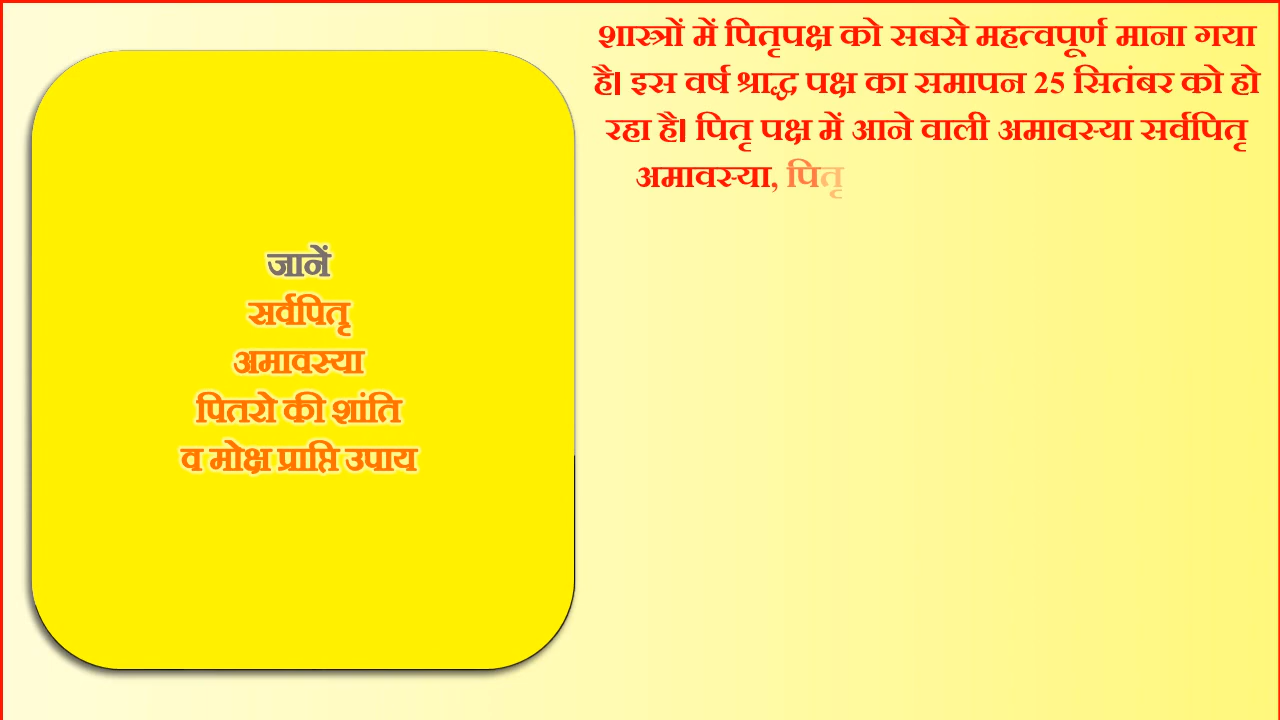 जानें
सर्वपितृ
अमावस्या
पितरो की शांति
व मोक्ष प्राप्ति उपाय
शास्त्रों में पितृपक्ष को सबसे महत्वपूर्ण माना गया
है। इस वर्ष श्राद्ध पक्ष का समापन 25 सितंबर को हो
रहा है। पितृ पक्ष में आने वाली अमावस्या सर्वपितृ
अमावस्या, पितृ